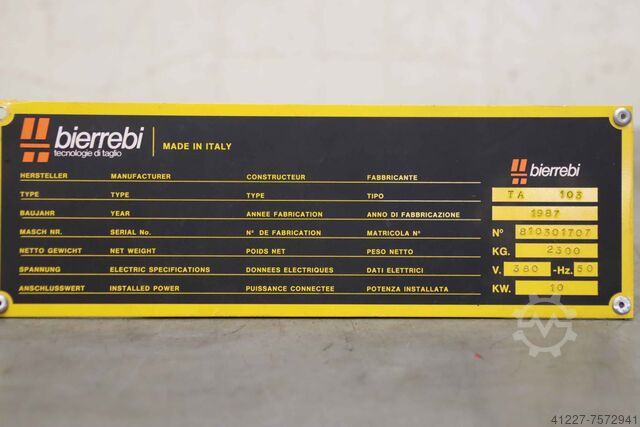 bierrebi
tecnologie di taglio
MADE IN ITALY
bierrebi
HERSTELLER MANUFACTURER CONSTRUCTEUR FABBRICANTE
TYPE TYPE TYPE TIPO TA 103
BAUJAHR YEAR ANNEE FABRICATION ANNO DI FABBRICAZIONE 1987
MASCH NR. SERIAL No. N° DE FABRICATION MATRICOLA N° N° 810301707
NETTO GEWICHT NET WEIGHT POIDS NET PESO NETTO KG. 2300
SPANNUNG ELECTRIC SPECIFICATIONS DONNEES ELECTRIQUES DATI ELETTRICI V. 380 -Hz. 50
ANSCHLUSSWERT INSTALLED POWER PUISSANCE CONNECTEE POTENZA INSTALLATA KW. 10
41227-7572941